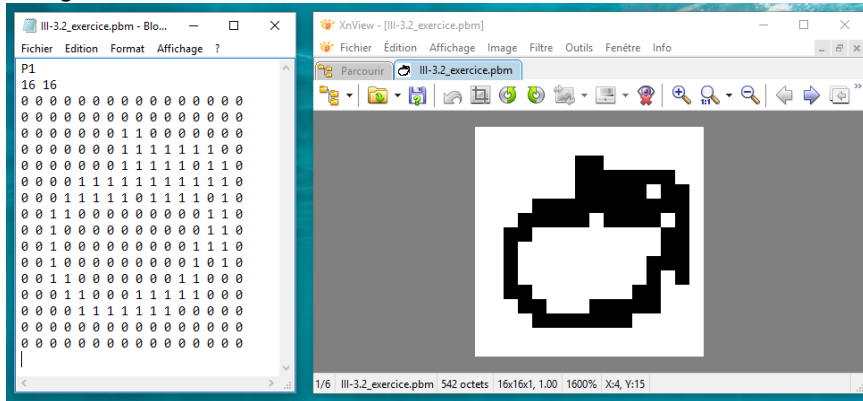 III-3.2_exercice.pbm - Blo...
Fichier Edition Format Affichage ?
P1
16 16
0 0 0 0 0 0 0 0 0 0 0 0 0 0 0 0
0 0 0 0 0 0 0 0 0 0 0 0 0 0 0 0
0 0 0 0 0 0 0 1 1 0 0 0 0 0 0 0
0 0 0 0 0 0 0 1 1 1 1 1 1 1 0 0
0 0 0 0 0 0 0 1 1 1 1 1 0 1 1 0
0 0 0 0 1 1 1 1 1 1 1 1 1 1 1 0
0 0 0 1 1 1 1 1 0 1 1 1 1 0 1 0
0 0 1 1 0 0 0 0 0 0 0 0 0 1 1 0
0 0 1 0 0 0 0 0 0 0 0 0 0 1 1 0
0 0 1 0 0 0 0 0 0 0 0 0 1 1 1 0
0 0 1 0 0 0 0 0 0 0 0 0 1 0 1 0
0 0 1 1 0 0 0 0 0 0 0 1 1 0 0 0
0 0 0 1 1 0 0 0 1 1 1 1 1 0 0 0
0 0 0 0 1 1 1 1 1 1 1 0 0 0 0 0
0 0 0 0 0 0 0 0 0 0 0 0 0 0 0 0
0 0 0 0 0 0 0 0 0 0 0 0 0 0 0 0
XnView - [III-3.2_exercice.pbm]
Fichier Édition Affichage Image Filtre Outils Fenêtre Info
Parcourir III-3.2_exercice.pbm
1:1
1/6 III-3.2_exercice.pbm 542 octets 16x16x1, 1.00 1600% X:4, Y:15